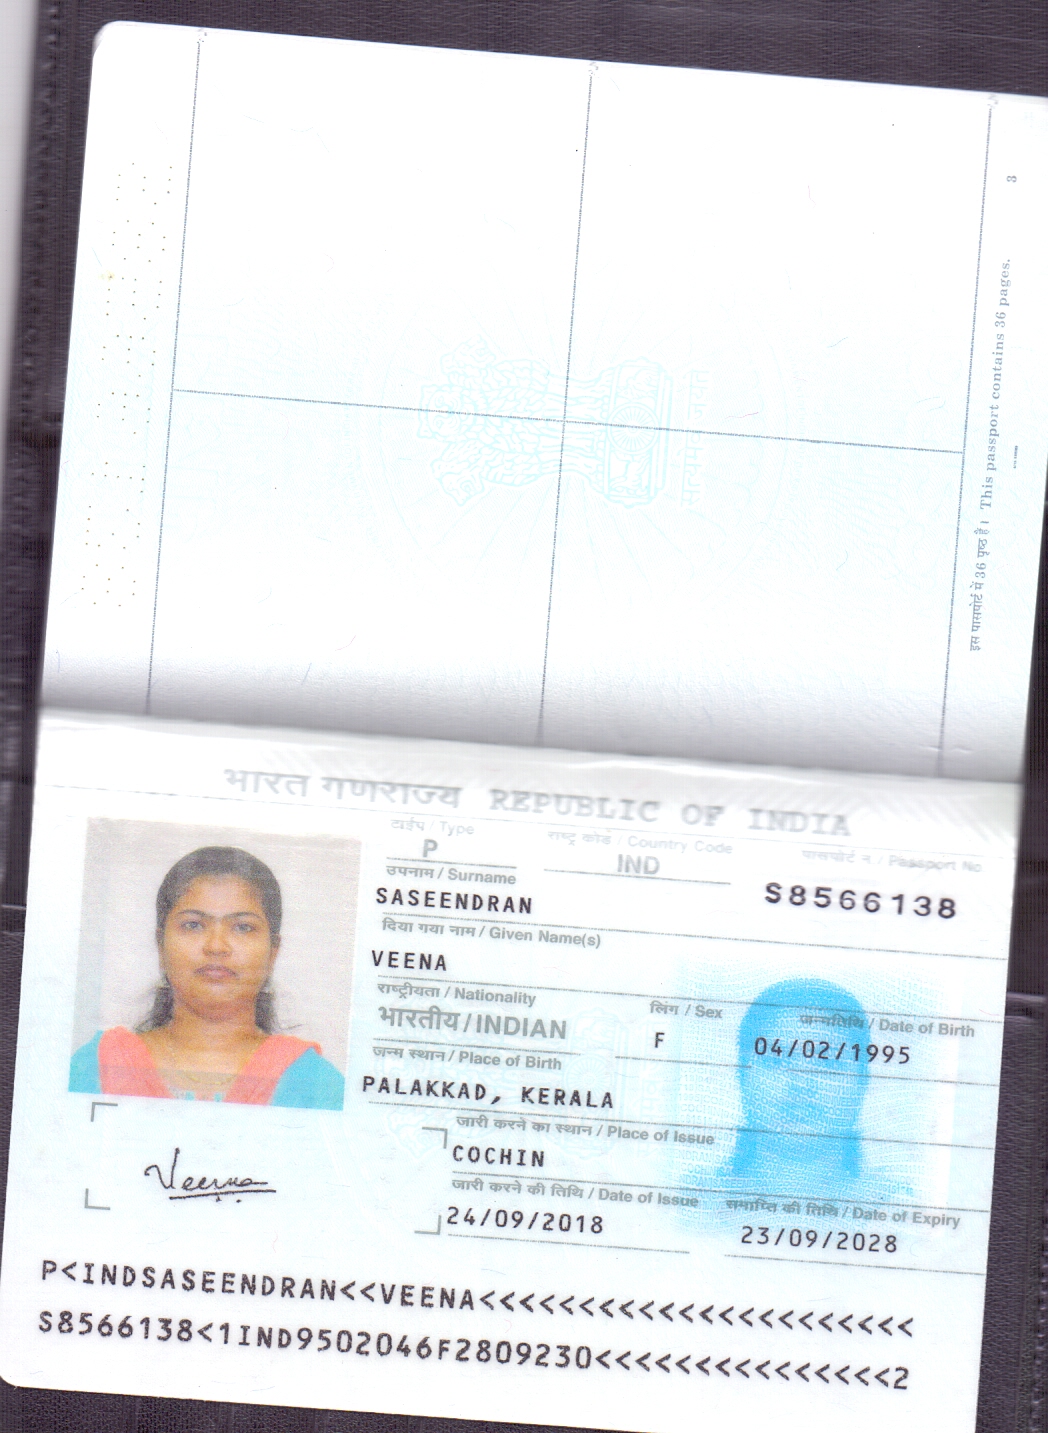 3
इस पासपोर्ट में 36 पृष्ठ हैं। This passport contains 36 pages.
भारत गणराज्य REPUBLIC OF INDIA
टाईप / Type
राष्ट्र कोड / Country Code
पासपोर्ट न / Passport No
P
IND
S8566138
उपनाम / Surname
SASEENDRAN
दिया गया नाम / Given Name(s)
VEENA
राष्ट्रीयता / Nationality
लिंग / Sex
जन्मतिथि / Date of Birth
भारतीय / INDIAN
F
04/02/1995
जन्म स्थान / Place of Birth
PALAKKAD, KERALA
जारी करने का स्थान / Place of Issue
COCHIN
जारी करने की तिथि / Date of Issue
समाप्ति की तिथि / Date of Expiry
24/09/2018
23/09/2028
Veena
P<INDSASEENDRAN<<VEENA<<<<<<<<<<<<<<<<<<<<<<
S8566138<1IND9502046F2809230<<<<<<<<<<<<<<<2